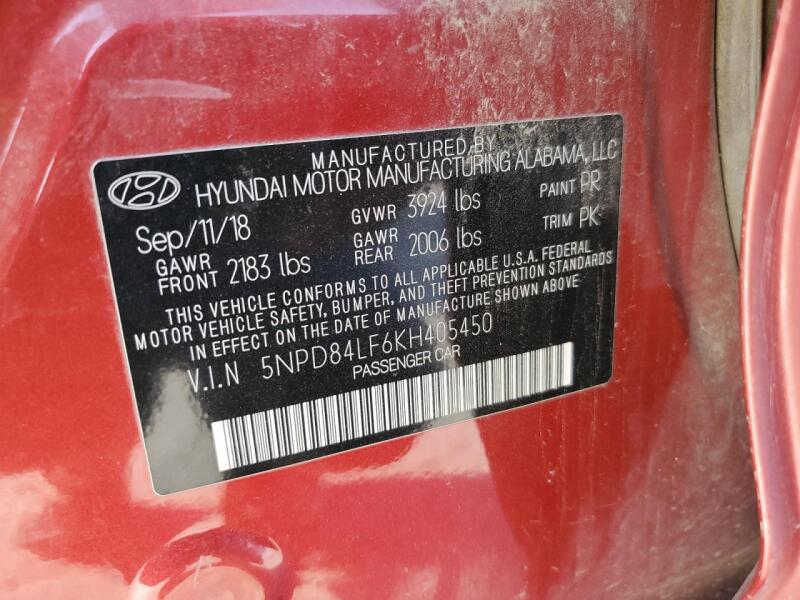 MANUFACTURED BY
HYUNDAI MOTOR MANUFACTURING ALABAMA, LLC
Sep/11/18 GVWR 3924 lbs PAINT PR
GAWR FRONT 2183 lbs GAWR REAR 2006 lbs TRIM PK
THIS VEHICLE CONFORMS TO ALL APPLICABLE U.S.A. FEDERAL
MOTOR VEHICLE SAFETY, BUMPER, AND THEFT PREVENTION STANDARDS
IN EFFECT ON THE DATE OF MANUFACTURE SHOWN ABOVE
V.I.N 5NPD84LF6KH405450
PASSENGER CAR